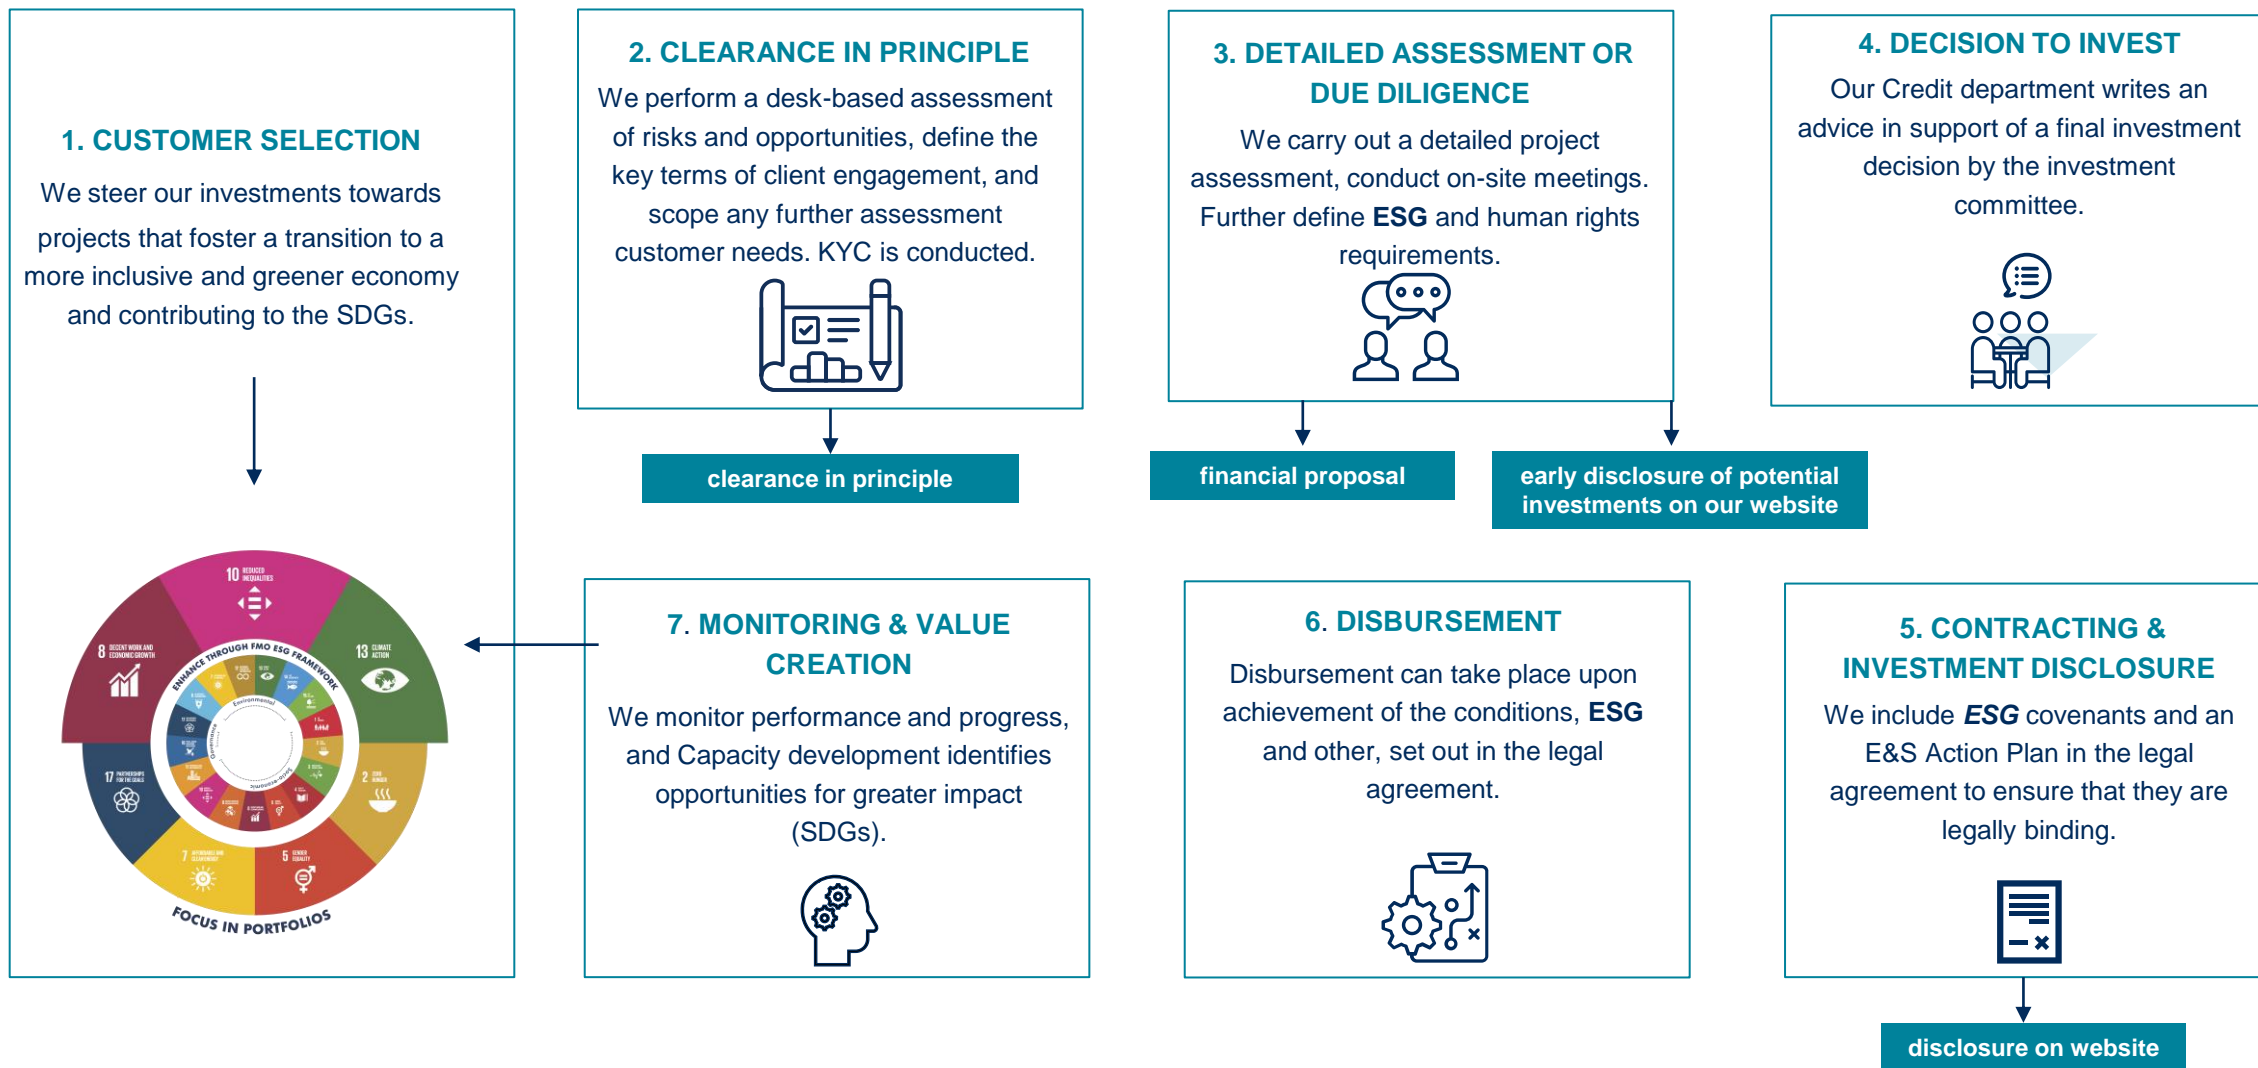 1. CUSTOMER SELECTION
We steer our investments towards
projects that foster a transition to a
more inclusive and greener economy
and contributing to the SDGs.
10 REDUCED
INEQUALITIES
8 DECENT WORK AND
ECONOMIC GROWTH
13 CLIMATE
ACTION
17 PARTNERSHIPS
FOR THE GOALS
2 ZERO
HUNGER
7 AFFORDABLE AND
CLEAN ENERGY
5 GENDER
EQUALITY
ENHANCE THROUGH FMO ESG FRAMEWORK
Environmental
Governance
Socio-economic
FOCUS IN PORTFOLIOS
2. CLEARANCE IN PRINCIPLE
We perform a desk-based assessment
of risks and opportunities, define the
key terms of client engagement, and
scope any further assessment
customer needs. KYC is conducted.
clearance in principle
3. DETAILED ASSESSMENT OR
DUE DILIGENCE
We carry out a detailed project
assessment, conduct on-site meetings.
Further define ESG and human rights
requirements.
financial proposal
early disclosure of potential
investments on our website
4. DECISION TO INVEST
Our Credit department writes an
advice in support of a final investment
decision by the investment
committee.
5. CONTRACTING &
INVESTMENT DISCLOSURE
We include ESG covenants and an
E&S Action Plan in the legal
agreement to ensure that they are
legally binding.
disclosure on website
6. DISBURSEMENT
Disbursement can take place upon
achievement of the conditions, ESG
and other, set out in the legal
agreement.
7. MONITORING & VALUE
CREATION
We monitor performance and progress,
and Capacity development identifies
opportunities for greater impact
(SDGs).